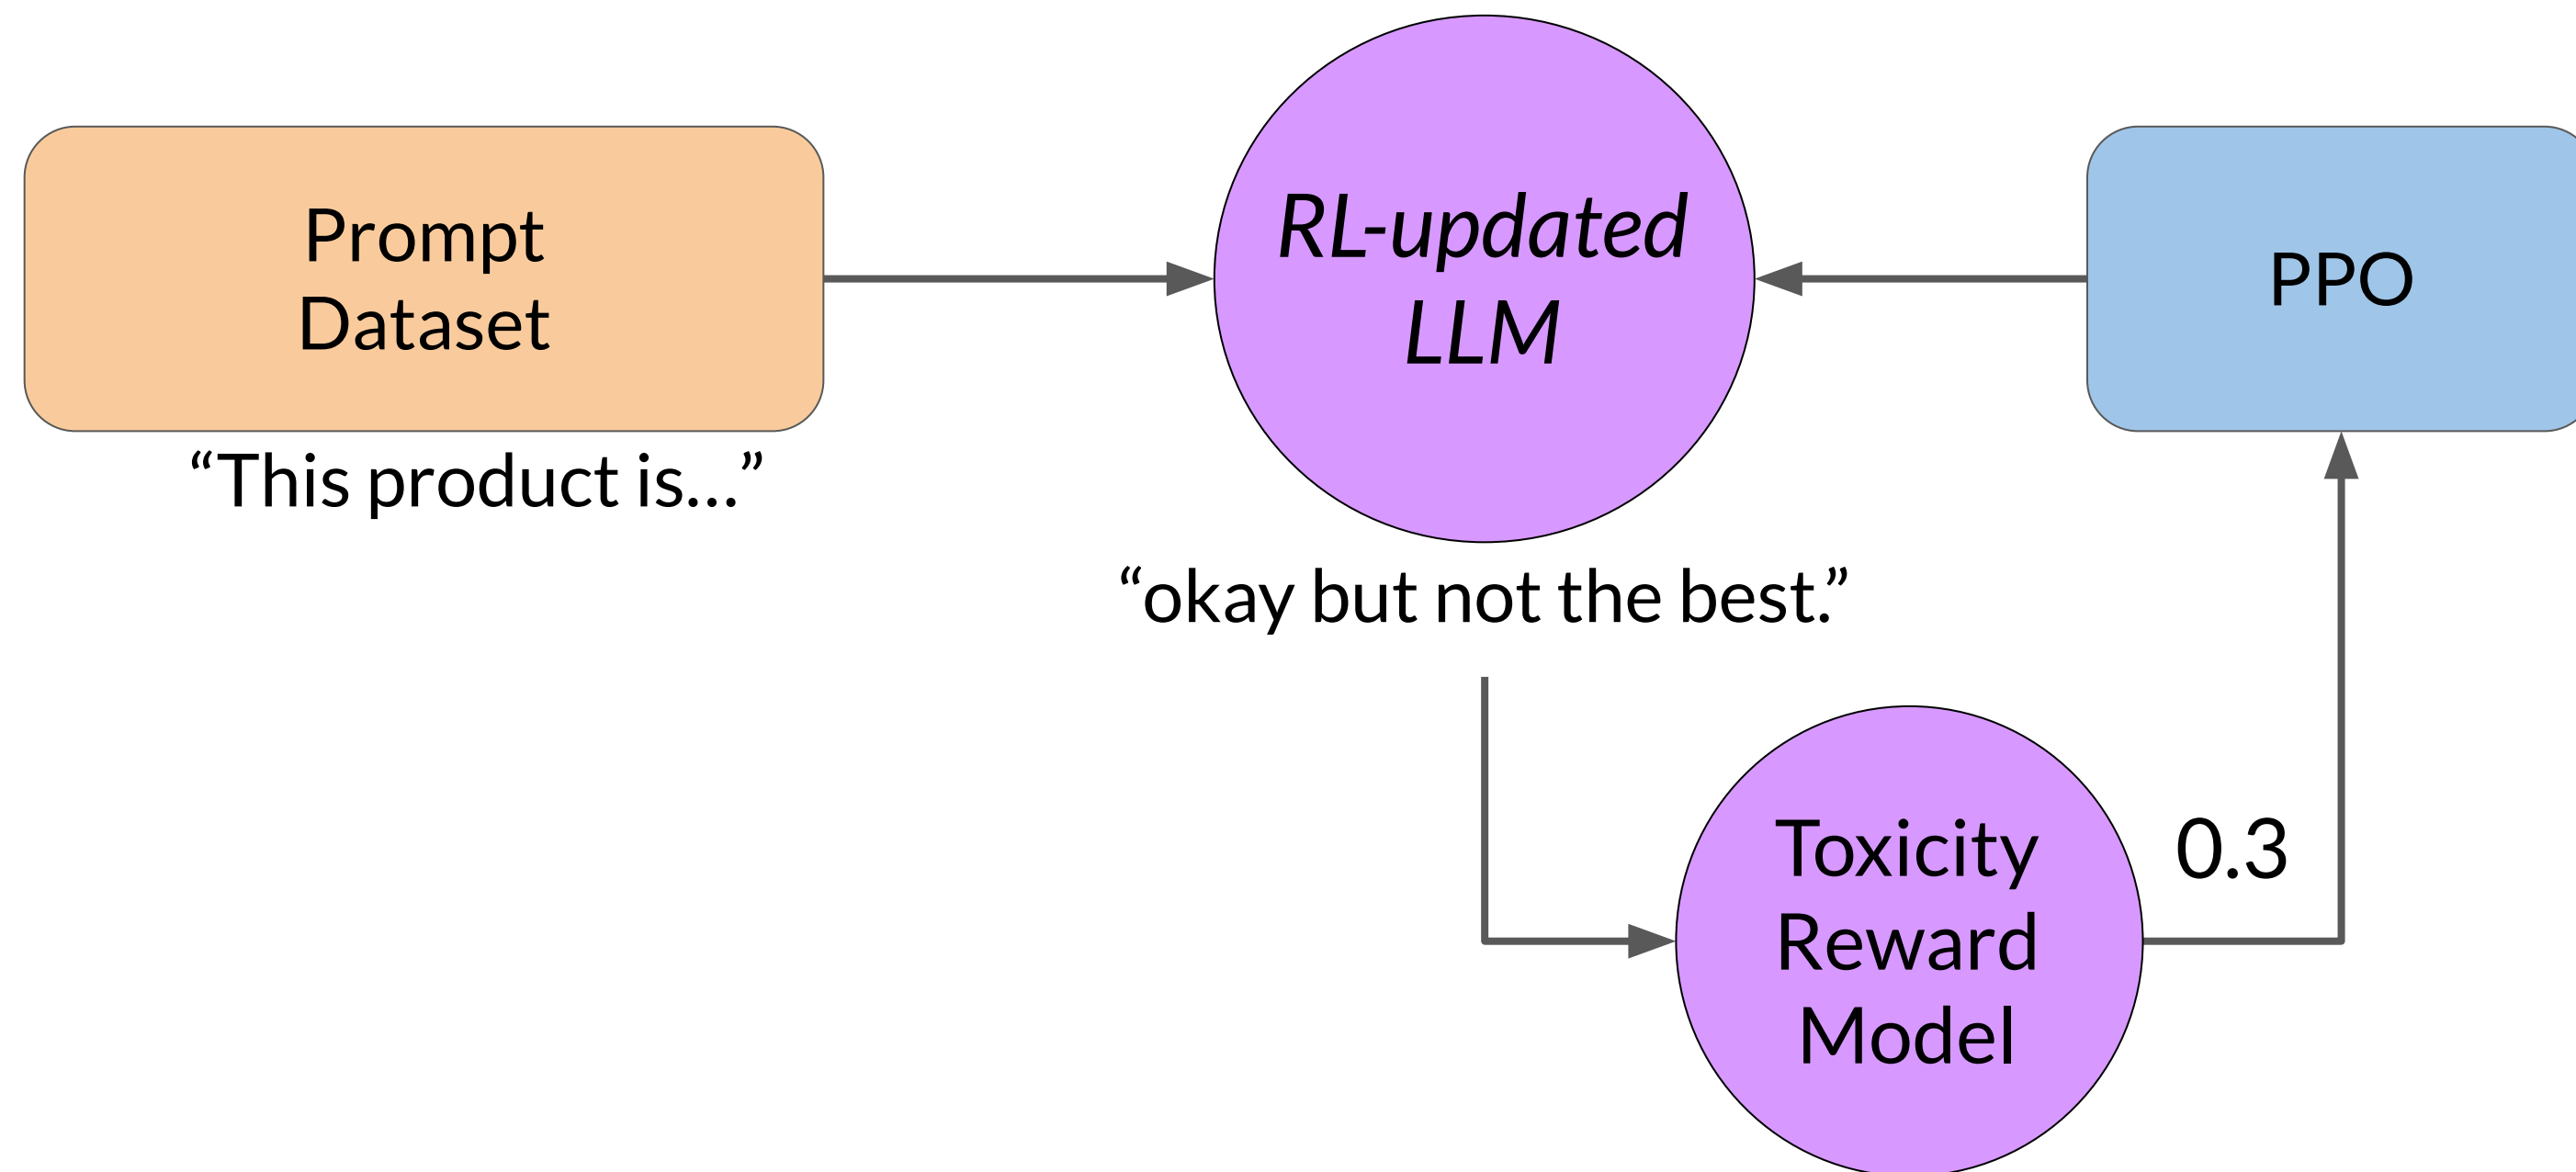 Prompt
Dataset
“This product is...”
RL-updated
LLM
“okay but not the best.”
PPO
Toxicity
Reward
Model
0.3